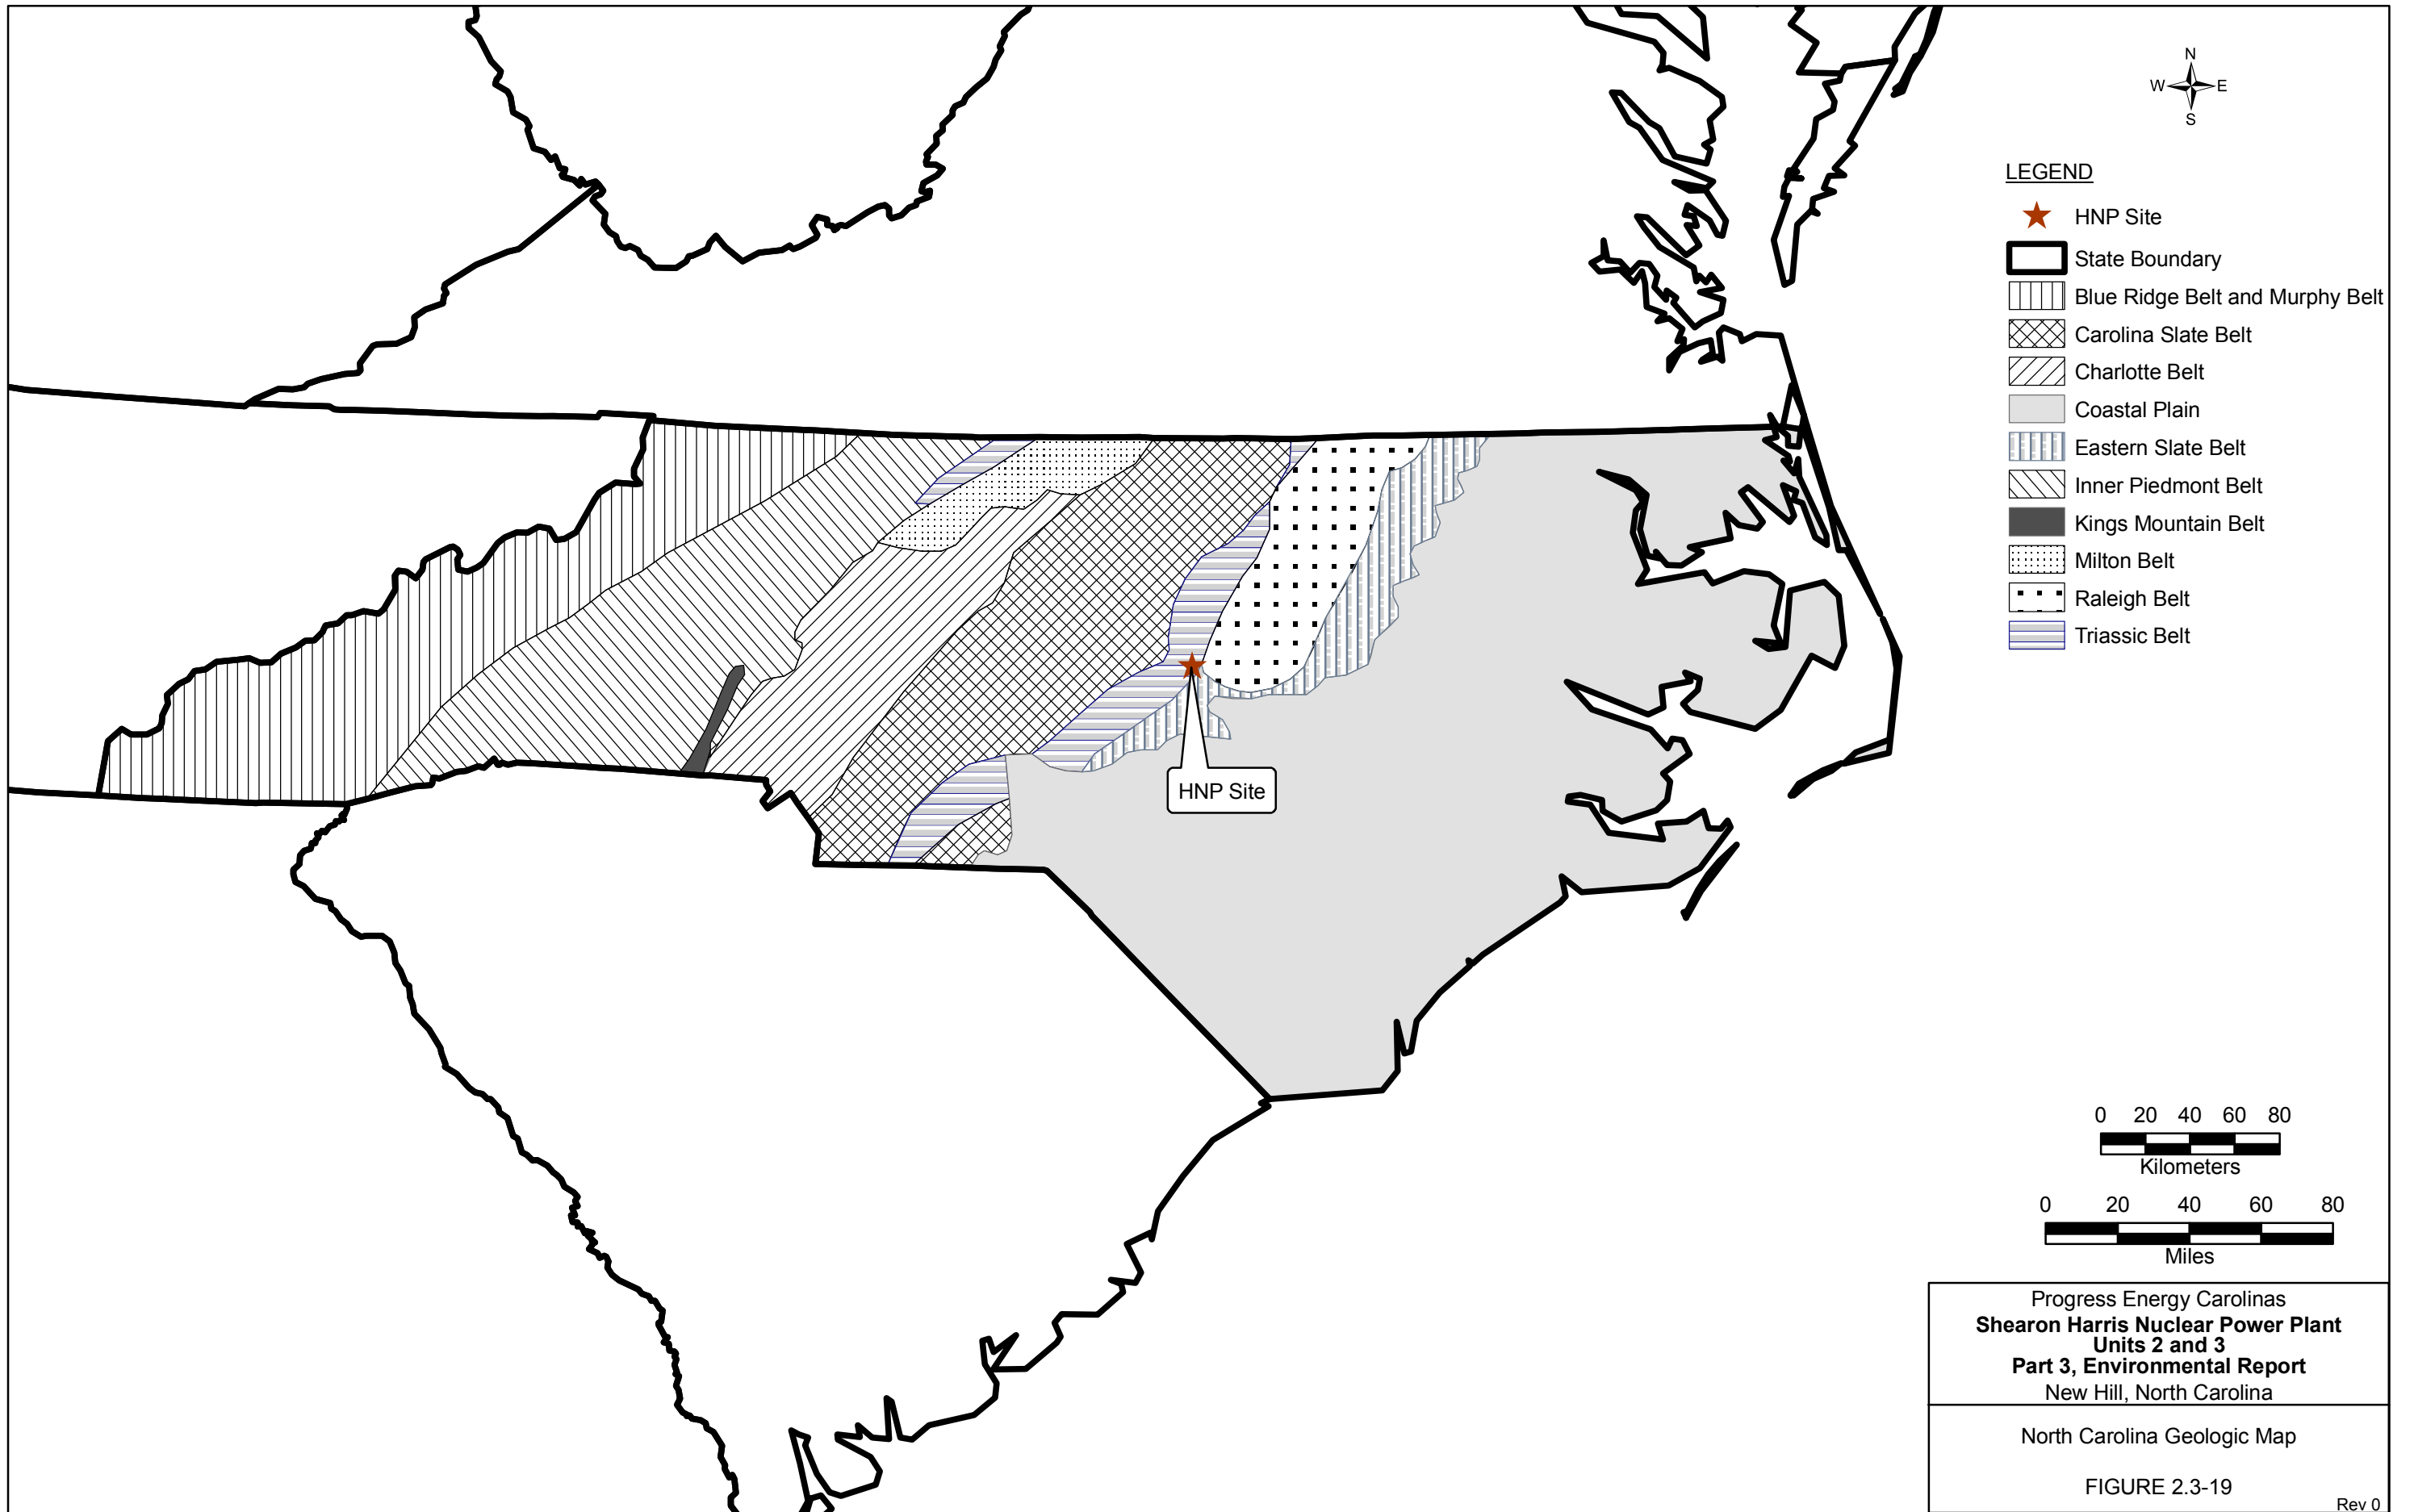 N
W E
S
LEGEND
HNP Site
State Boundary
Blue Ridge Belt and Murphy Belt
Carolina Slate Belt
Charlotte Belt
Coastal Plain
Eastern Slate Belt
Inner Piedmont Belt
Kings Mountain Belt
Milton Belt
Raleigh Belt
Triassic Belt
HNP Site
0 20 40 60 80
Kilometers
0 20 40 60 80
Miles
Progress Energy Carolinas
Shearon Harris Nuclear Power Plant
Units 2 and 3
Part 3, Environmental Report
New Hill, North Carolina
North Carolina Geologic Map
FIGURE 2.3-19
Rev 0